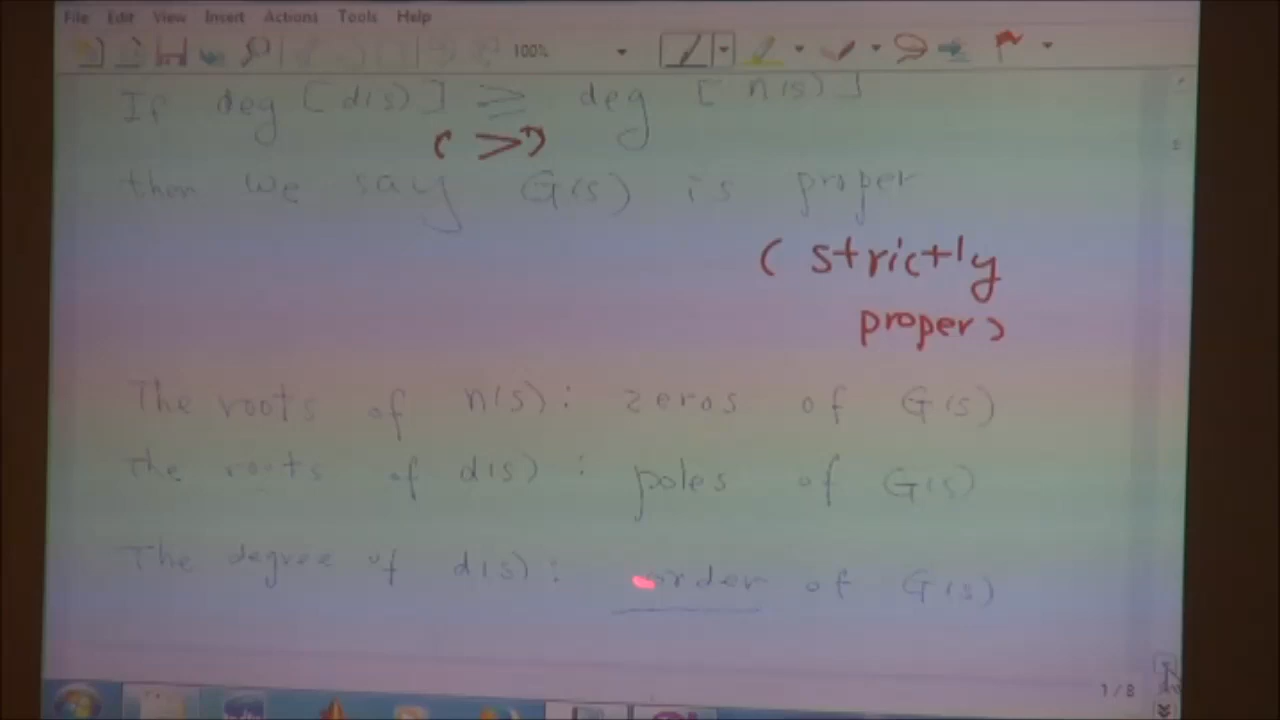 File Edit View Insert Actions Tools Help
100%
If deg [d(s)] ≥ deg [n(s)]
(>)
then we say G(s) is proper
(strictly
proper)
The roots of n(s): zeros of G(s)
The roots of d(s): poles of G(s)
The degree of d(s): order of G(s)
1/8